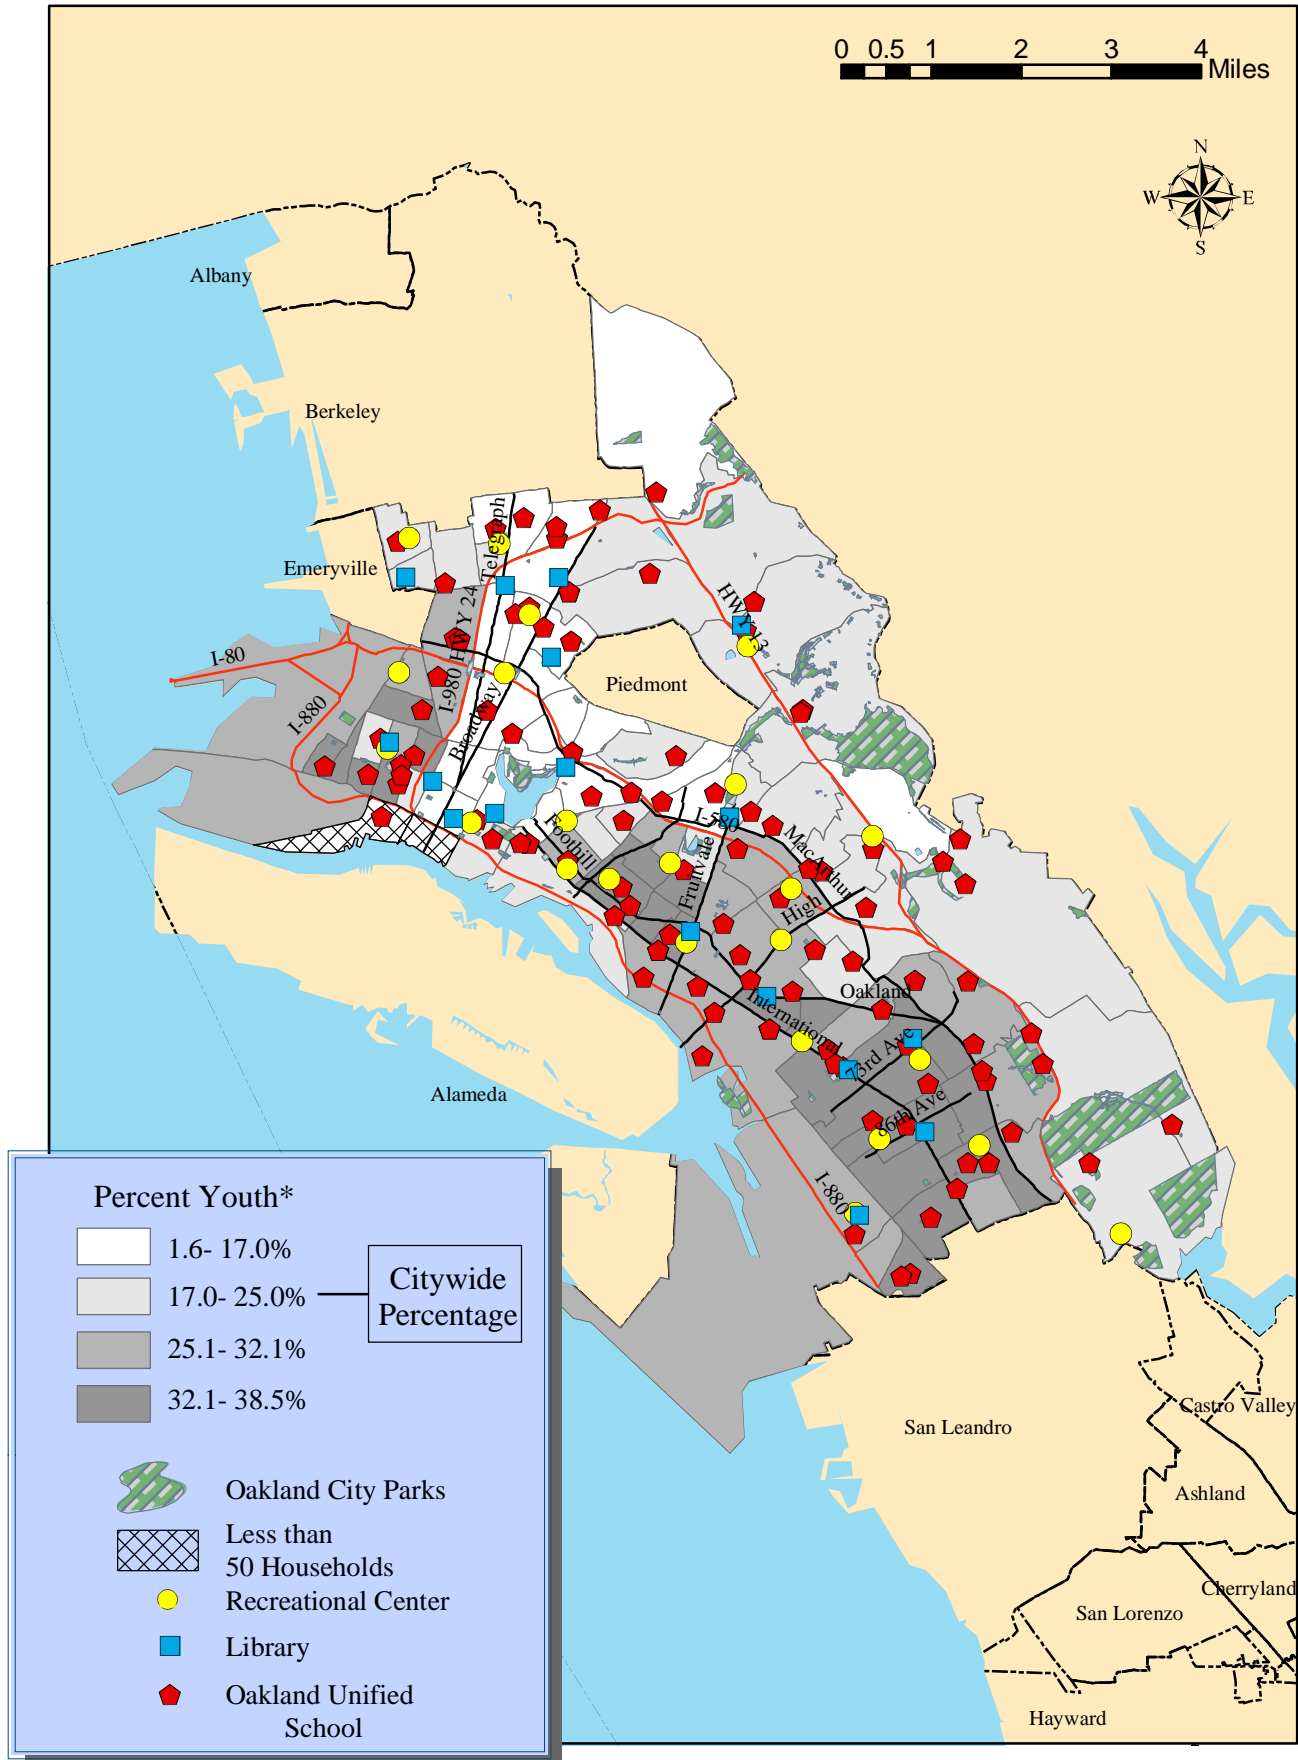 0 0.5 1 2 3 4
Miles
N
W E
S
Albany
Berkeley
Telegraph
Emeryville
HWY 24
HWY 13
I-80
I-980
Piedmont
I-880
Broadway
I-580
Foothill
MacArthur
Fruitvale
High
Oakland
International
73rd Ave
Alameda
86th Ave
I-880
Percent Youth*
1.6- 17.0%
17.0- 25.0%
Citywide
Percentage
25.1- 32.1%
32.1- 38.5%
San Leandro
Castro Valley
Oakland City Parks
Ashland
Less than
50 Households
Recreational Center
Cherryland
San Lorenzo
Library
Oakland Unified
School
Hayward